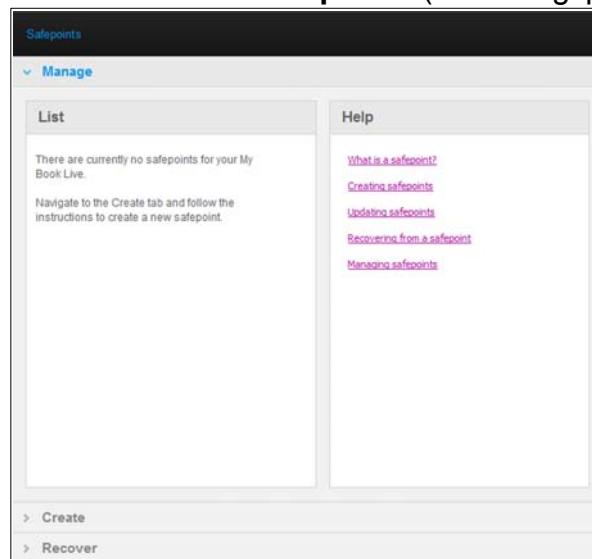 Safepoints
Manage
List
There are currently no safepoints for your My
Book Live.
Navigate to the Create tab and follow the
instructions to create a new safepoint.
Help
What is a safepoint?
Creating safepoints
Updating safepoints
Recovering from a safepoint
Managing safepoints
Create
Recover